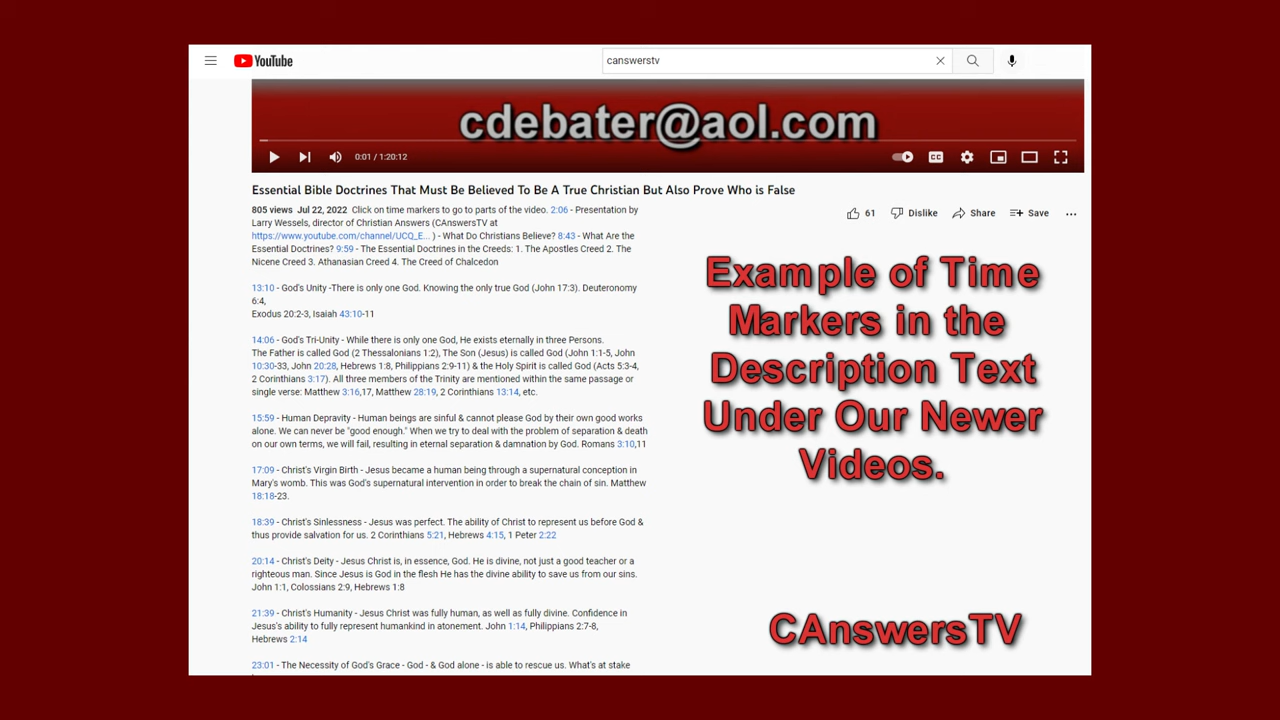 YouTube
canswerstv
cdebater@aol.com
0:01 / 1:20:12
CC
Essential Bible Doctrines That Must Be Believed To Be A True Christian But Also Prove Who is False
805 views  Jul 22, 2022  Click on time markers to go to parts of the video. 2:06 - Presentation by
Larry Wessels, director of Christian Answers (CAnswersTV at
https://www.youtube.com/channel/UCQ_E... ) - What Do Christians Believe? 8:43 - What Are the
Essential Doctrines? 9:59 - The Essential Doctrines in the Creeds: 1. The Apostles Creed 2. The
Nicene Creed 3. Athanasian Creed 4. The Creed of Chalcedon
61
Dislike
Share
Save
13:10 - God's Unity -There is only one God. Knowing the only true God (John 17:3). Deuteronomy
6:4,
Exodus 20:2-3, Isaiah 43:10-11
14:06 - God's Tri-Unity - While there is only one God, He exists eternally in three Persons.
The Father is called God (2 Thessalonians 1:2), The Son (Jesus) is called God (John 1:1-5, John
10:30-33, John 20:28, Hebrews 1:8, Philippians 2:9-11) & the Holy Spirit is called God (Acts 5:3-4,
2 Corinthians 3:17). All three members of the Trinity are mentioned within the same passage or
single verse: Matthew 3:16,17, Matthew 28:19, 2 Corinthians 13:14, etc.
15:59 - Human Depravity - Human beings are sinful & cannot please God by their own good works
alone. We can never be "good enough." When we try to deal with the problem of separation & death
on our own terms, we will fail, resulting in eternal separation & damnation by God. Romans 3:10,11
17:09 - Christ's Virgin Birth - Jesus became a human being through a supernatural conception in
Mary's womb. This was God's supernatural intervention in order to break the chain of sin. Matthew
18:18-23.
18:39 - Christ's Sinlessness - Jesus was perfect. The ability of Christ to represent us before God &
thus provide salvation for us. 2 Corinthians 5:21, Hebrews 4:15, 1 Peter 2:22
20:14 - Christ's Deity - Jesus Christ is, in essence, God. He is divine, not just a good teacher or a
righteous man. Since Jesus is God in the flesh He has the divine ability to save us from our sins.
John 1:1, Colossians 2:9, Hebrews 1:8
21:39 - Christ's Humanity - Jesus Christ was fully human, as well as fully divine. Confidence in
Jesus's ability to fully represent humankind in atonement. John 1:14, Philippians 2:7-8,
Hebrews 2:14
23:01 - The Necessity of God's Grace - God - & God alone - is able to rescue us. What's at stake
Example of Time
Markers in the
Description Text
Under Our Newer
Videos.
CAnswersTV